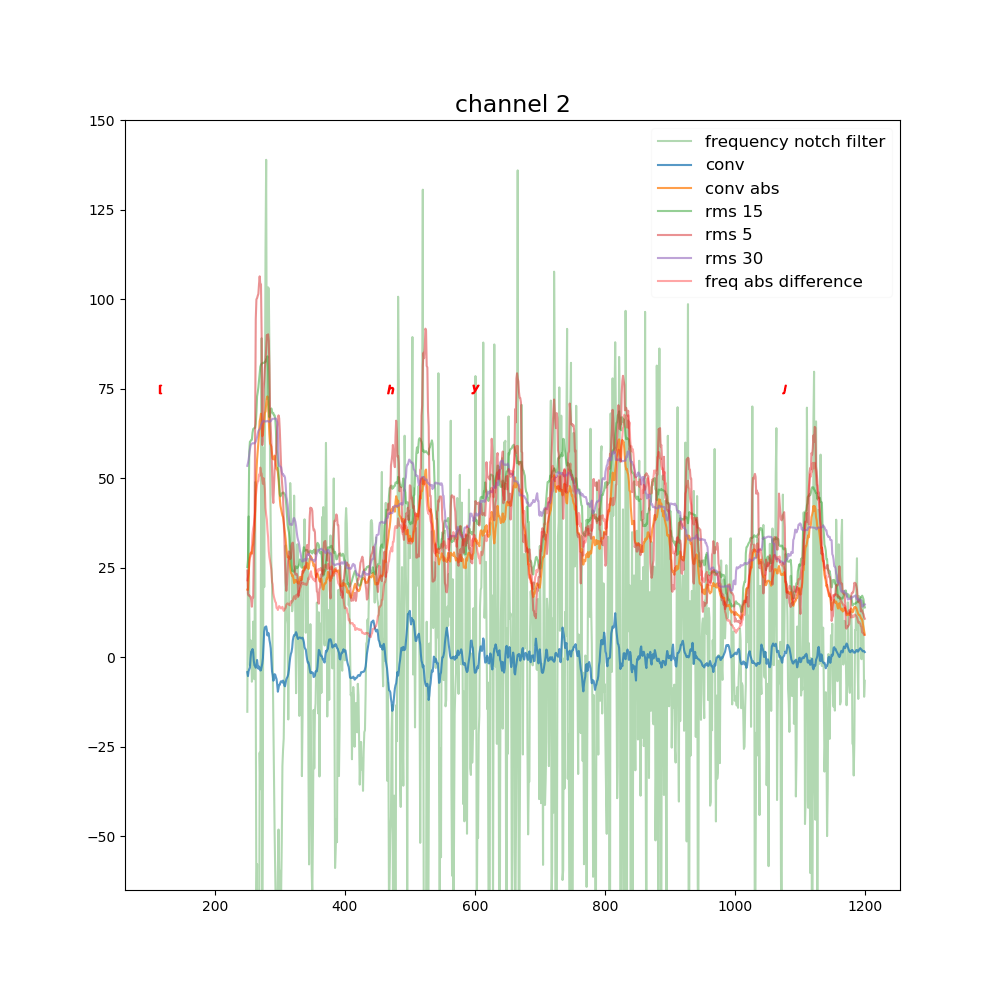 channel 2
150
125
100
75
50
25
0
−25
−50
200
400
600
800
1000
1200
frequency notch filter
conv
conv abs
rms 15
rms 5
rms 30
freq abs difference
h
y